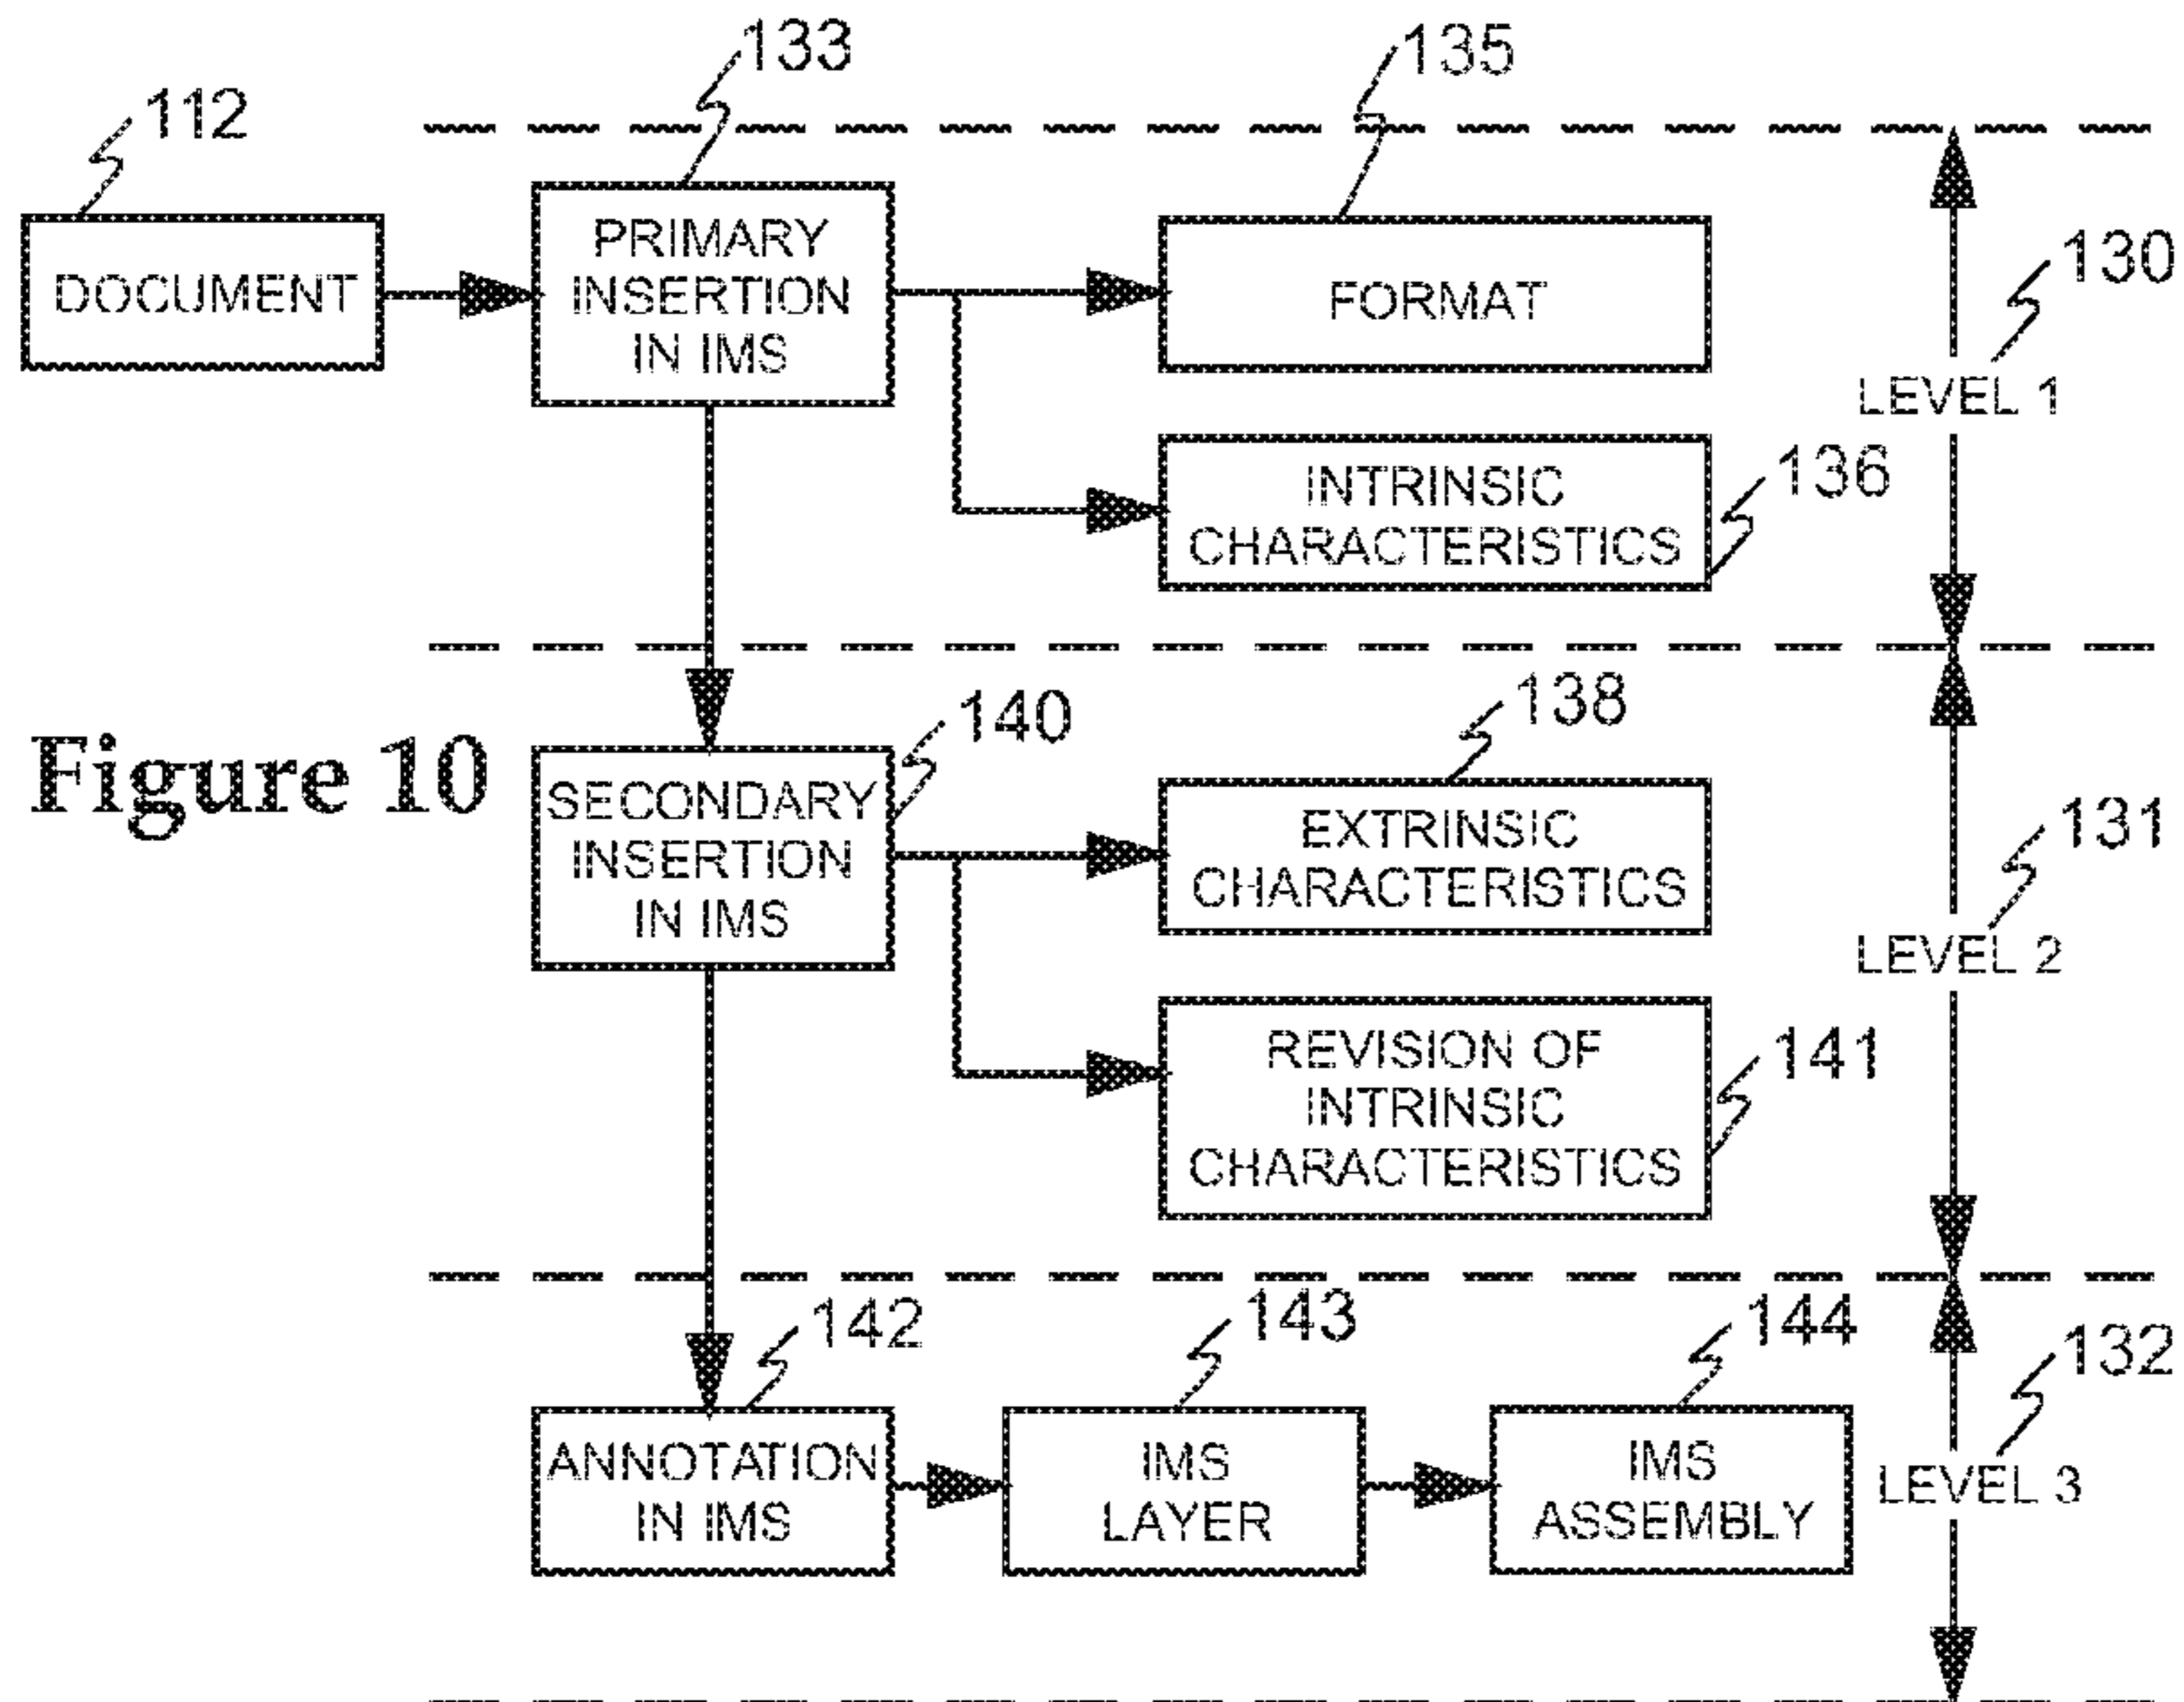 133
135
112
PRIMARY
INSERTION
IN IMS
DOCUMENT
FORMAT
130
LEVEL 1
INTRINSIC
CHARACTERISTICS
136
140
138
Figure 10
SECONDARY
INSERTION
IN IMS
EXTRINSIC
CHARACTERISTICS
131
LEVEL 2
REVISION OF
INTRINSIC
CHARACTERISTICS
141
142
143
144
132
ANNOTATION
IN IMS
IMS
LAYER
IMS
ASSEMBLY
LEVEL 3